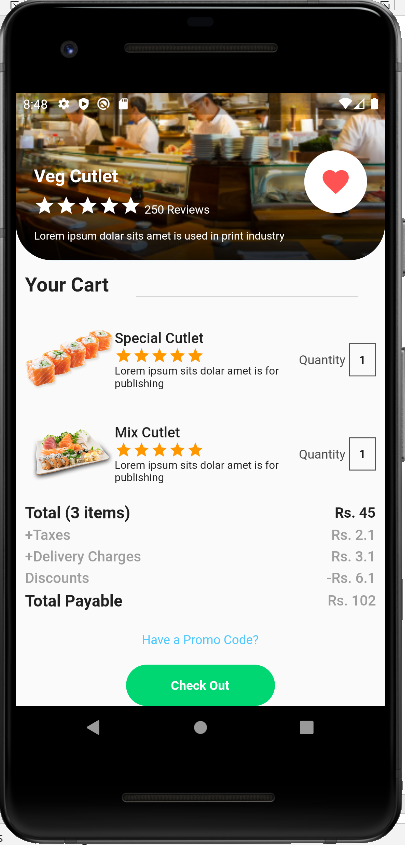 8:48
Veg Cutlet
250 Reviews
Lorem ipsum dolar sits amet is used in print industry
Your Cart
Special Cutlet
Lorem ipsum sits dolar amet is for
publishing
Quantity 1
Mix Cutlet
Lorem ipsum sits dolar amet is for
publishing
Quantity 1
Total (3 items) Rs. 45
+Taxes Rs. 2.1
+Delivery Charges Rs. 3.1
Discounts -Rs. 6.1
Total Payable Rs. 102
Have a Promo Code?
Check Out